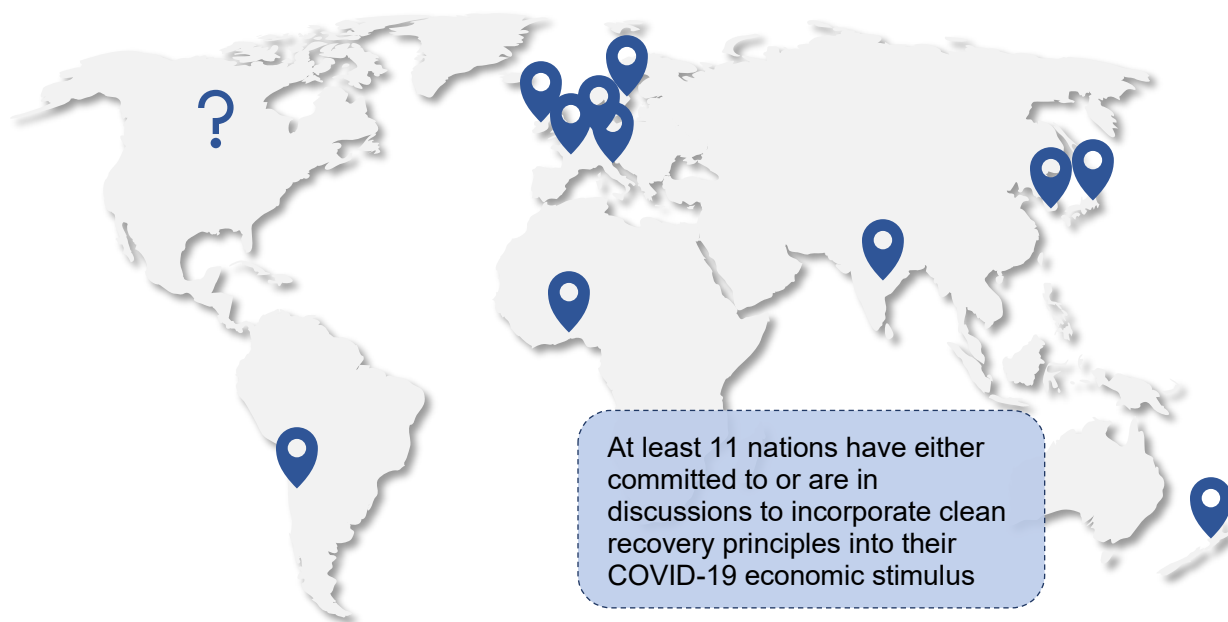 ?
At least 11 nations have either
committed to or are in
discussions to incorporate clean
recovery principles into their
COVID-19 economic stimulus